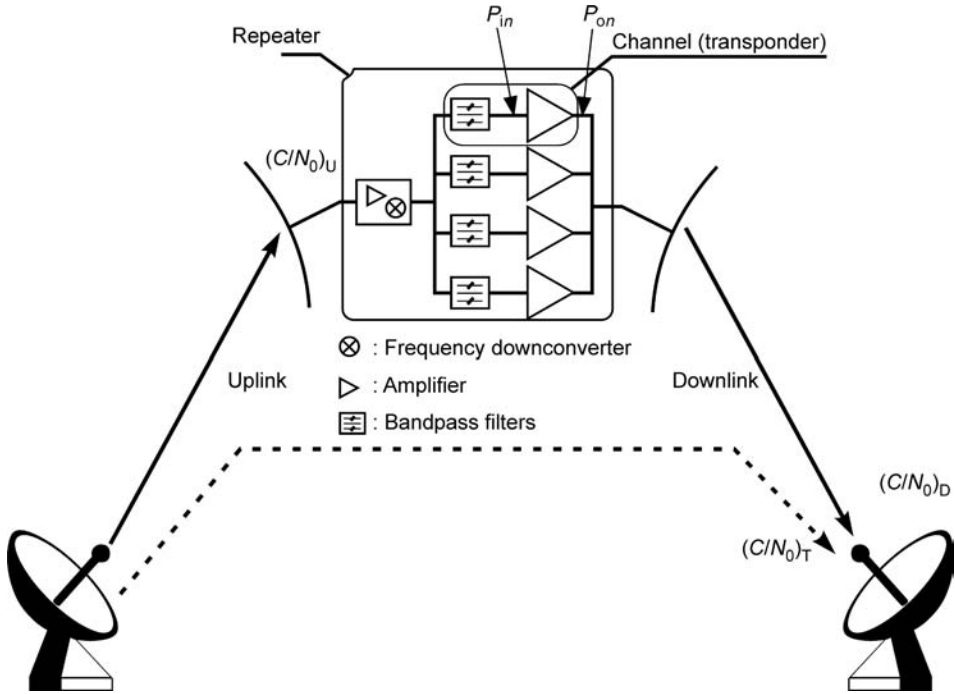 P_in
P_on
Repeater
Channel (transponder)
(C/N_0)_U
⊗ : Frequency downconverter
Uplink
▷ : Amplifier
Downlink
: Bandpass filters
(C/N_0)_D
(C/N_0)_T